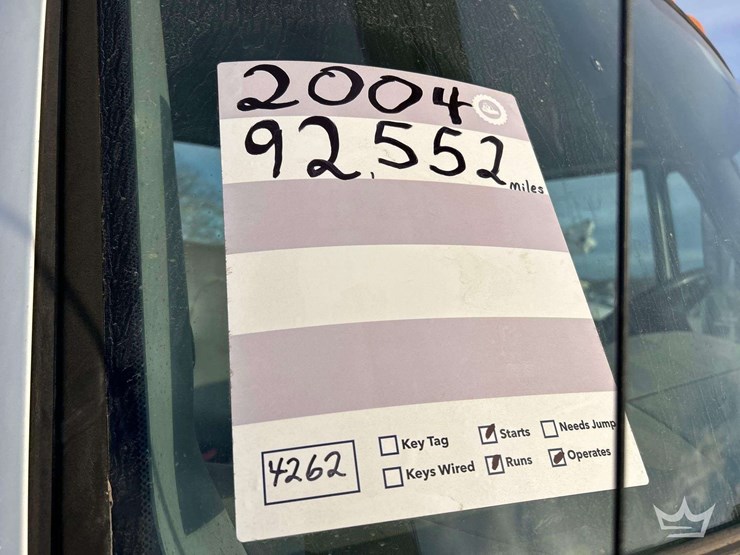 2004
92,552 miles
Key Tag
Starts
Needs Jump
4262
Keys Wired
Runs
Operates